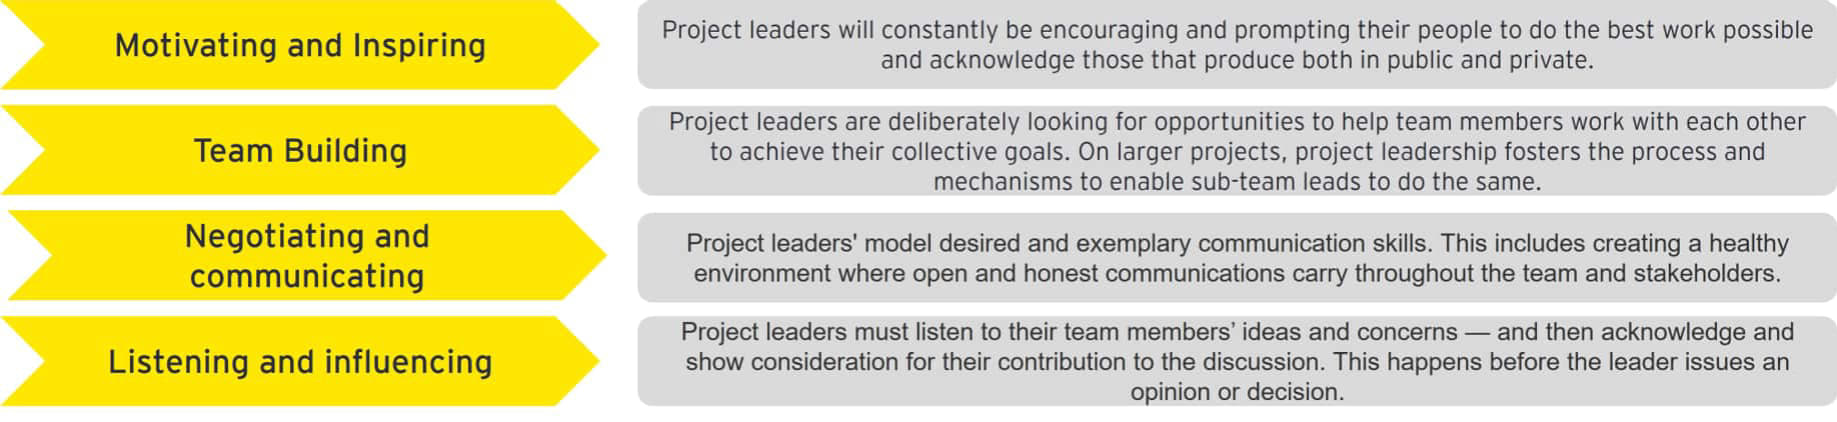 Motivating and Inspiring
Project leaders will constantly be encouraging and prompting their people to do the best work possible
and acknowledge those that produce both in public and private.
Team Building
Project leaders are deliberately looking for opportunities to help team members work with each other
to achieve their collective goals. On larger projects, project leadership fosters the process and
mechanisms to enable sub-team leads to do the same.
Negotiating and
communicating
Project leaders' model desired and exemplary communication skills. This includes creating a healthy
environment where open and honest communications carry throughout the team and stakeholders.
Listening and influencing
Project leaders must listen to their team members’ ideas and concerns — and then acknowledge and
show consideration for their contribution to the discussion. This happens before the leader issues an
opinion or decision.